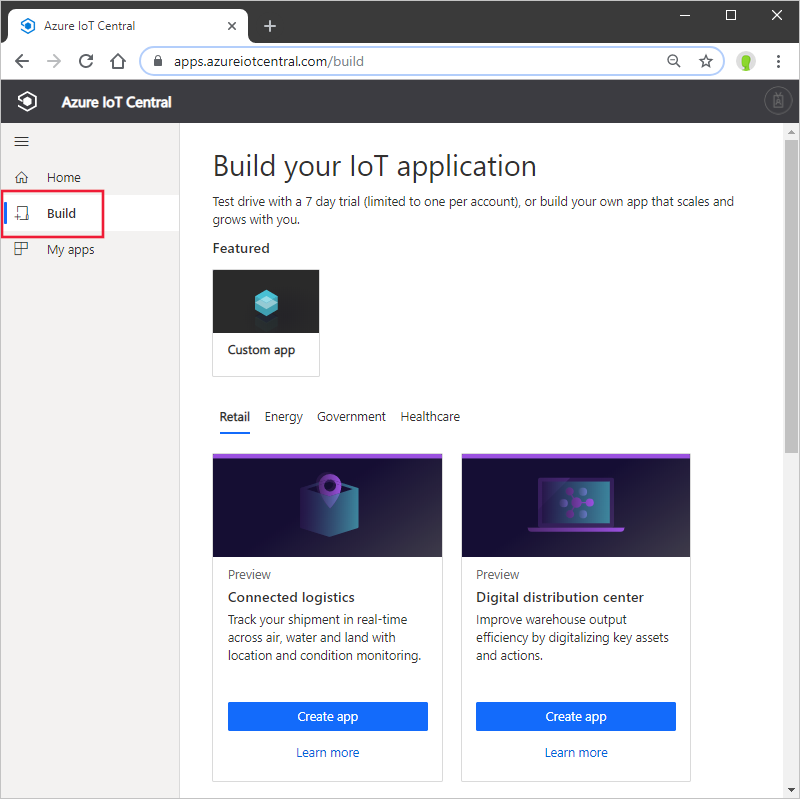 Azure IoT Central
apps.azureiotcentral.com/build
Azure IoT Central
Home
Build
My apps
Build your IoT application
Test drive with a 7 day trial (limited to one per account), or build your own app that scales and
grows with you.
Featured
Custom app
Retail Energy Government Healthcare
Preview
Connected logistics
Track your shipment in real-time
across air, water and land with
location and condition monitoring.
Create app
Learn more
Preview
Digital distribution center
Improve warehouse output
efficiency by digitalizing key assets
and actions.
Create app
Learn more